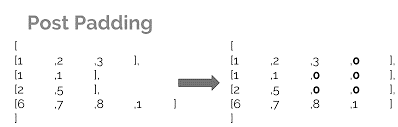 Post Padding
[
[1 ,2 ,3 ],
[1 ,1 ],
[2 ,5 ],
[6 ,7 ,8 ,1 ]
]
[
[1 ,2 ,3 ,0 ],
[1 ,1 ,0 ,0 ],
[2 ,5 ,0 ,0 ],
[6 ,7 ,8 ,1 ]
]